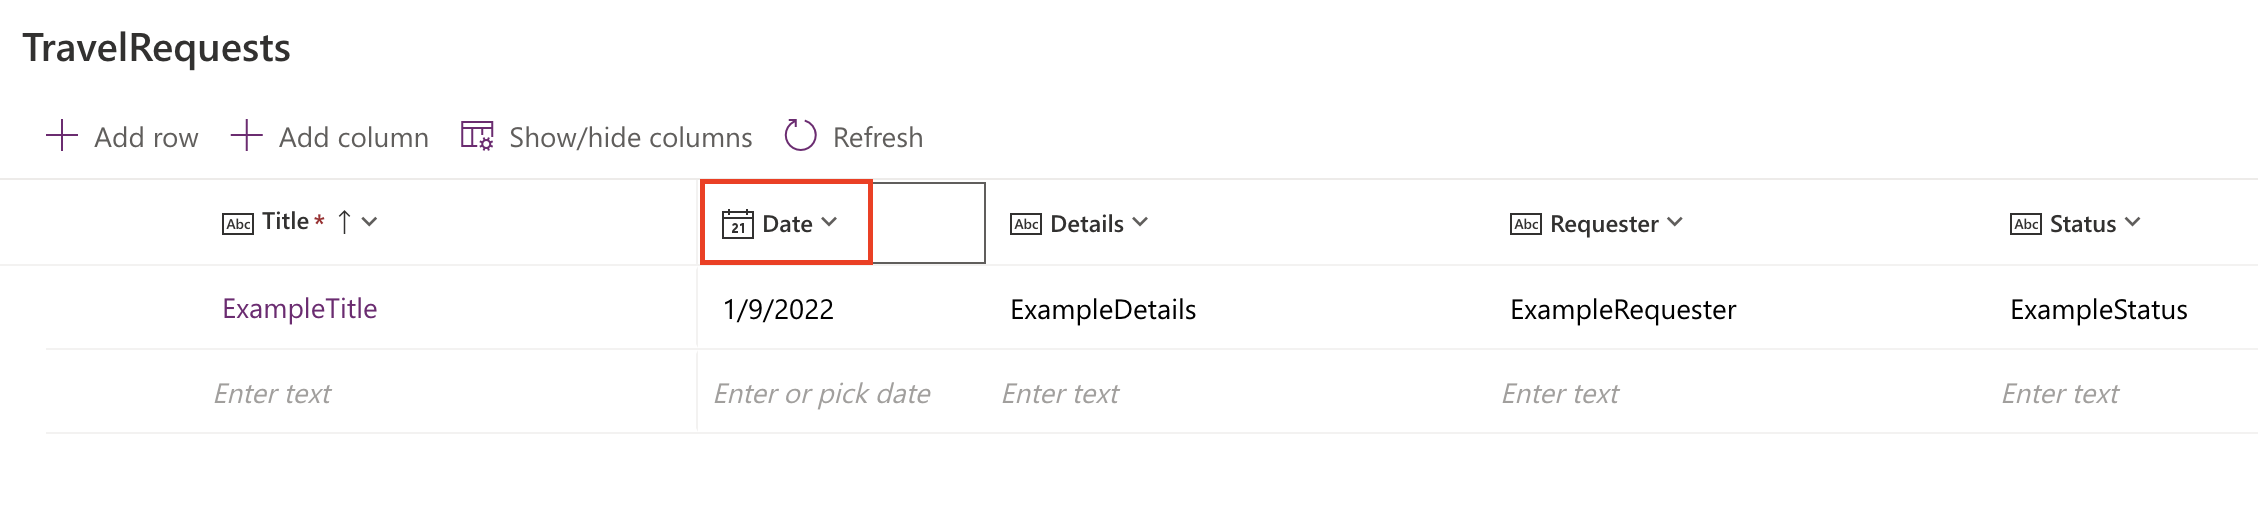 TravelRequests
Add row Add column Show/hide columns Refresh
Abc Title * ↑ 21 Date Abc Details Abc Requester Abc Status
ExampleTitle 1/9/2022 ExampleDetails ExampleRequester ExampleStatus
Enter text Enter or pick date Enter text Enter text Enter text